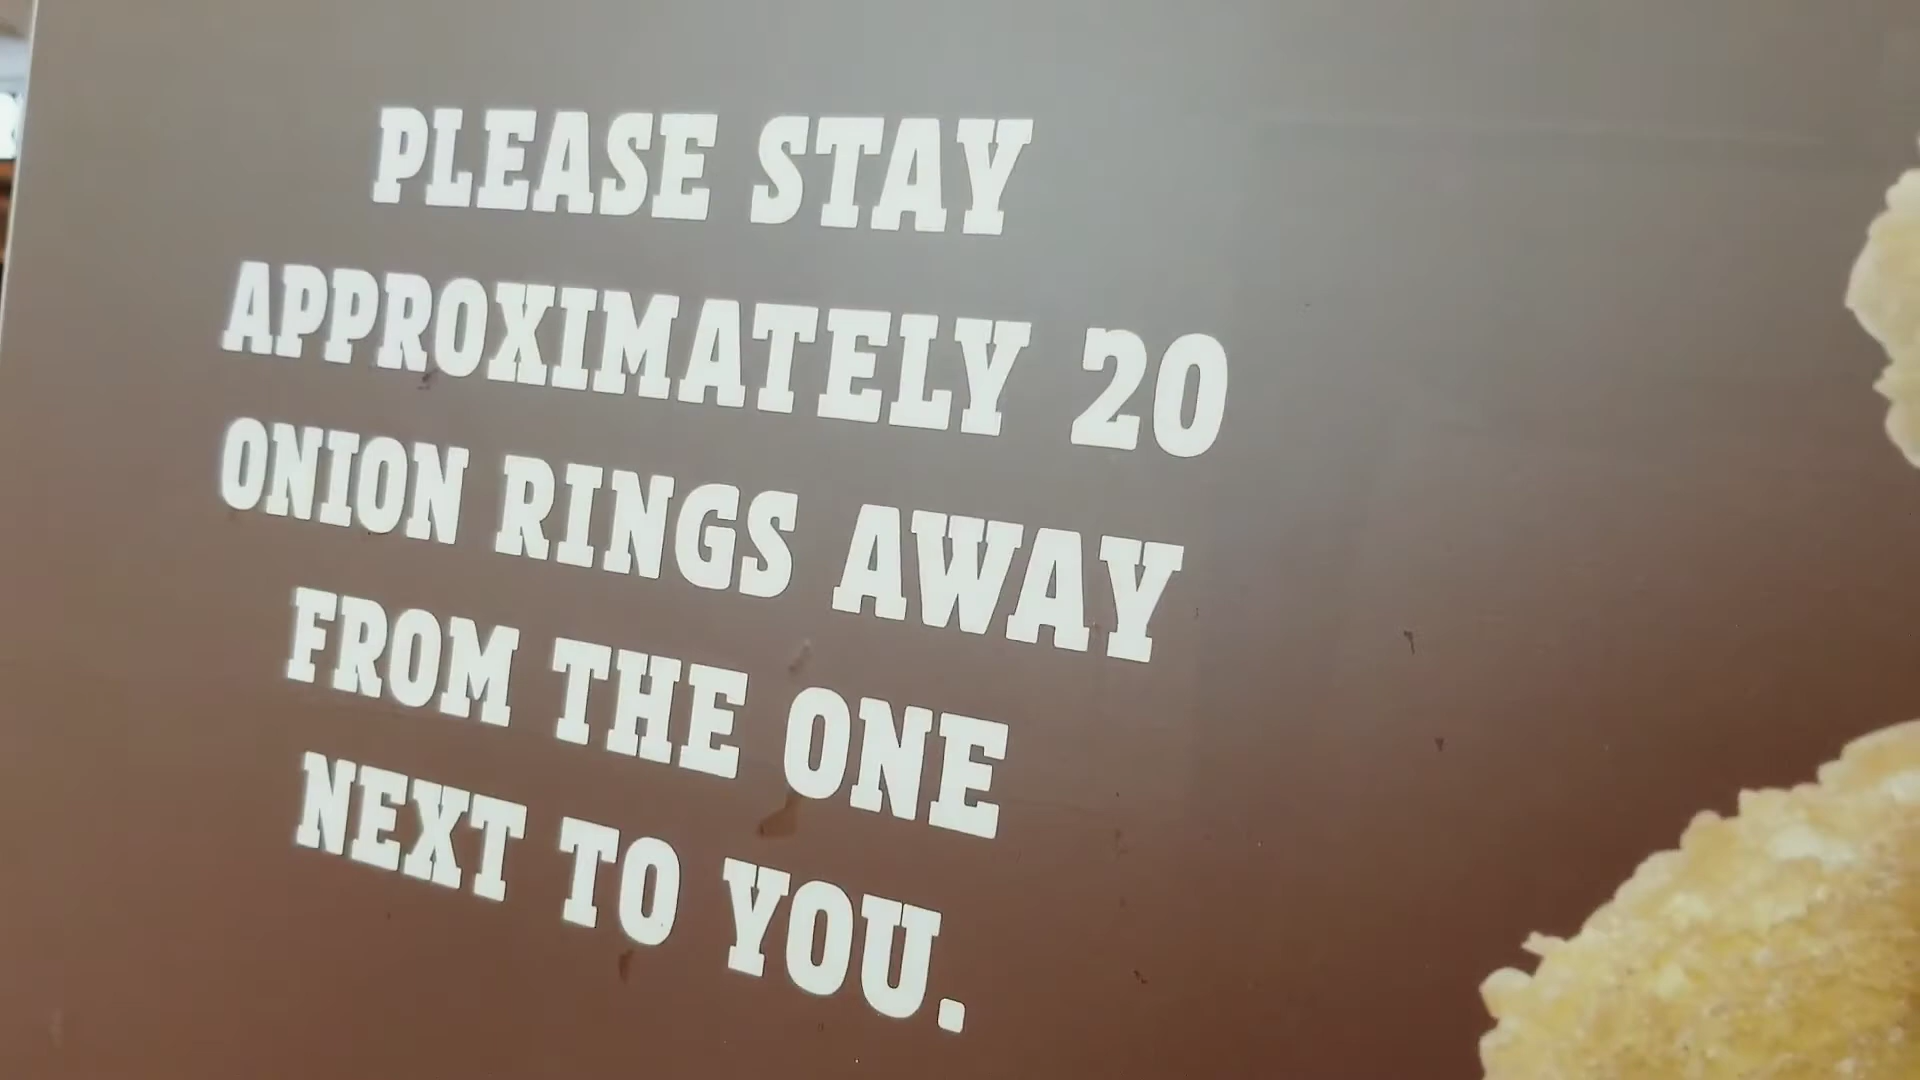 PLEASE STAY
APPROXIMATELY 20
ONION RINGS AWAY
FROM THE ONE
NEXT TO YOU.